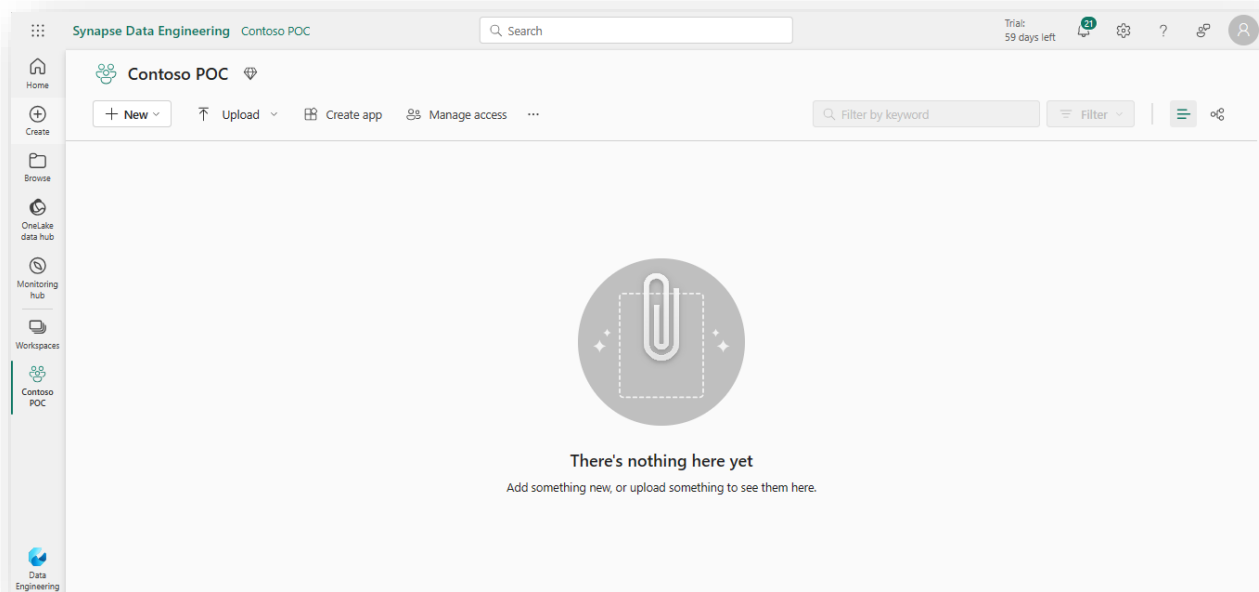 Synapse Data Engineering Contoso POC
Search
Trial:
59 days left
21
?
Home
Create
Browse
OneLake
data hub
Monitoring
hub
Workspaces
Contoso
POC
Data
Engineering
Contoso POC
New
Upload
Create app
Manage access
...
Filter by keyword
Filter
There's nothing here yet
Add something new, or upload something to see them here.